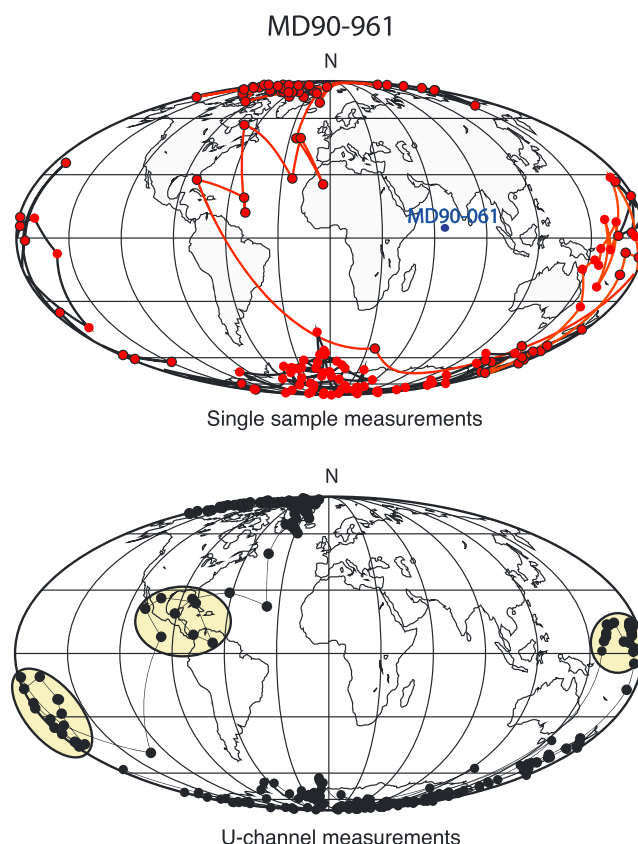 MD90-961
N
MD90-061
Single sample measurements
N
U-channel measurements